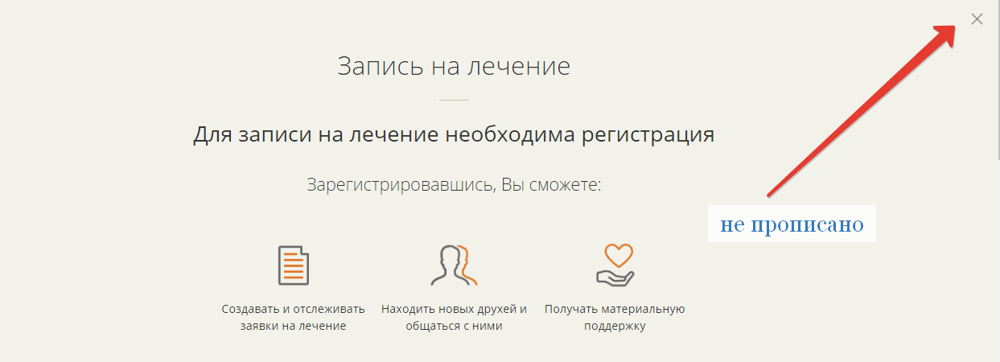 Запись на лечение
Для записи на лечение необходима регистрация
Зарегистрировавшись, Вы сможете:
не прописано
Создавать и отслеживать
заявки на лечение
Находить новых друхей и
общаться с ними
Получать материальную
поддержку